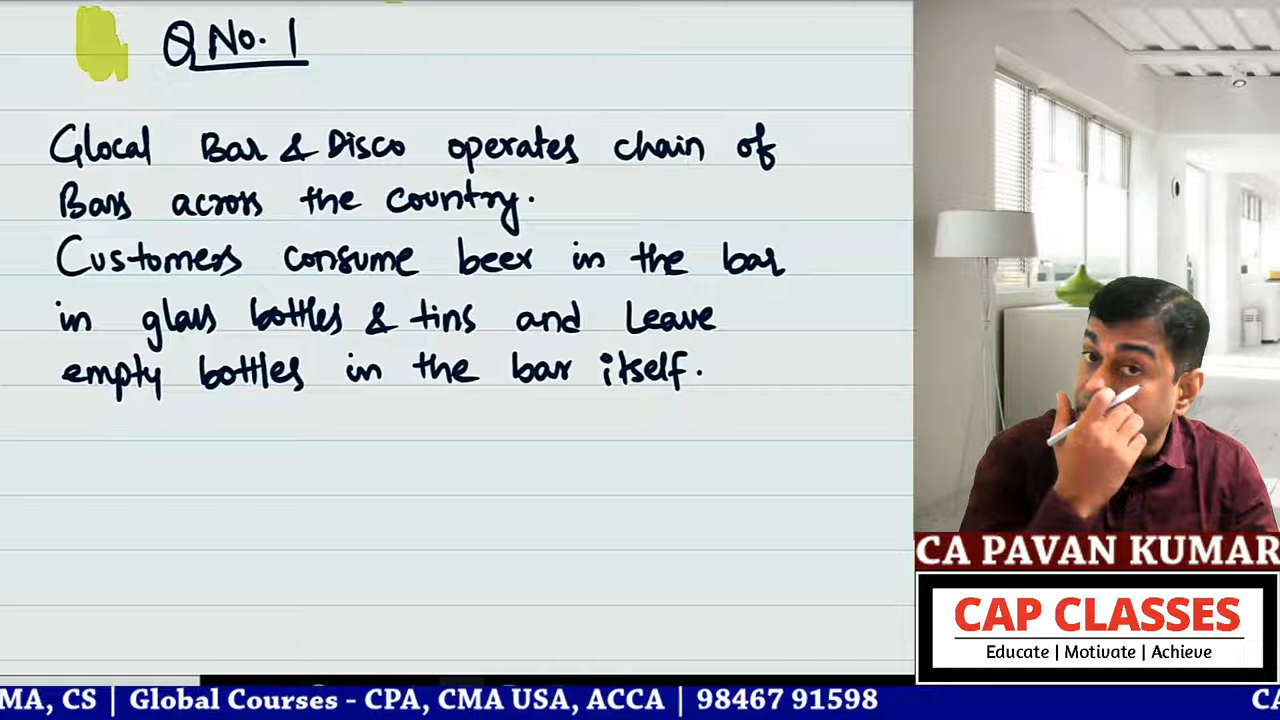 Q No. 1
Glocal Bar & Disco operates chain of
Bars across the country.
Customers consume beer in the bar
in glass bottles & tins and Leave
empty bottles in the bar itself.
CA PAVAN KUMAR
CAP CLASSES
Educate | Motivate | Achieve
MA, CS | Global Courses - CPA, CMA USA, ACCA | 98467 91598
CA